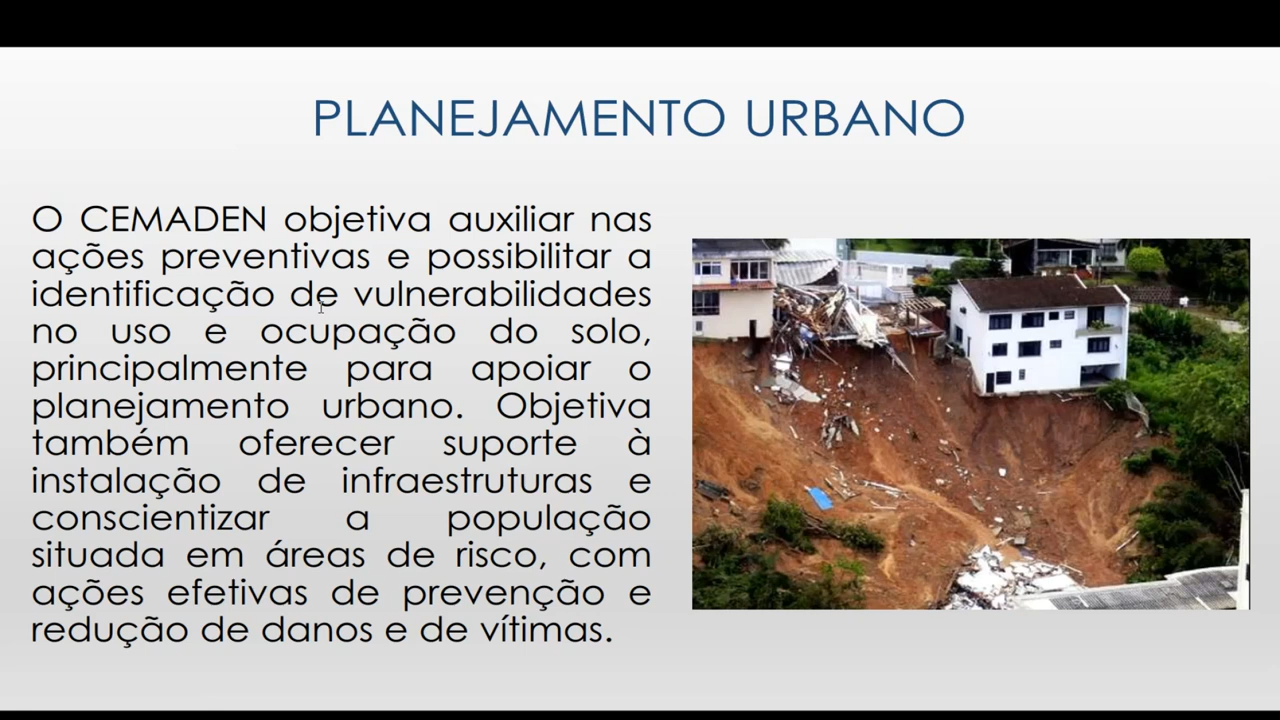 PLANEJAMENTO URBANO
O CEMADEN objetiva auxiliar nas
ações preventivas e possibilitar a
identificação de vulnerabilidades
no uso e ocupação do solo,
principalmente para apoiar o
planejamento urbano. Objetiva
também oferecer suporte à
instalação de infraestruturas e
conscientizar a população
situada em áreas de risco, com
ações efetivas de prevenção e
redução de danos e de vítimas.